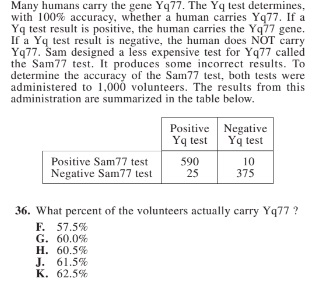 Many humans carry the gene Yq77. The Yq test determines,
with 100% accuracy, whether a human carries Yq77. If a
Yq test result is positive, the human carries the Yq77 gene.
If a Yq test result is negative, the human does NOT carry
Yq77. Sam designed a less expensive test for Yq77 called
the Sam77 test. It produces some incorrect results. To
determine the accuracy of the Sam77 test, both tests were
administered to 1,000 volunteers. The results from this
administration are summarized in the table below.
Positive Negative
Yq test Yq test
Positive Sam77 test 590 10
Negative Sam77 test 25 375
36. What percent of the volunteers actually carry Yq77 ?
F. 57.5%
G. 60.0%
H. 60.5%
J. 61.5%
K. 62.5%